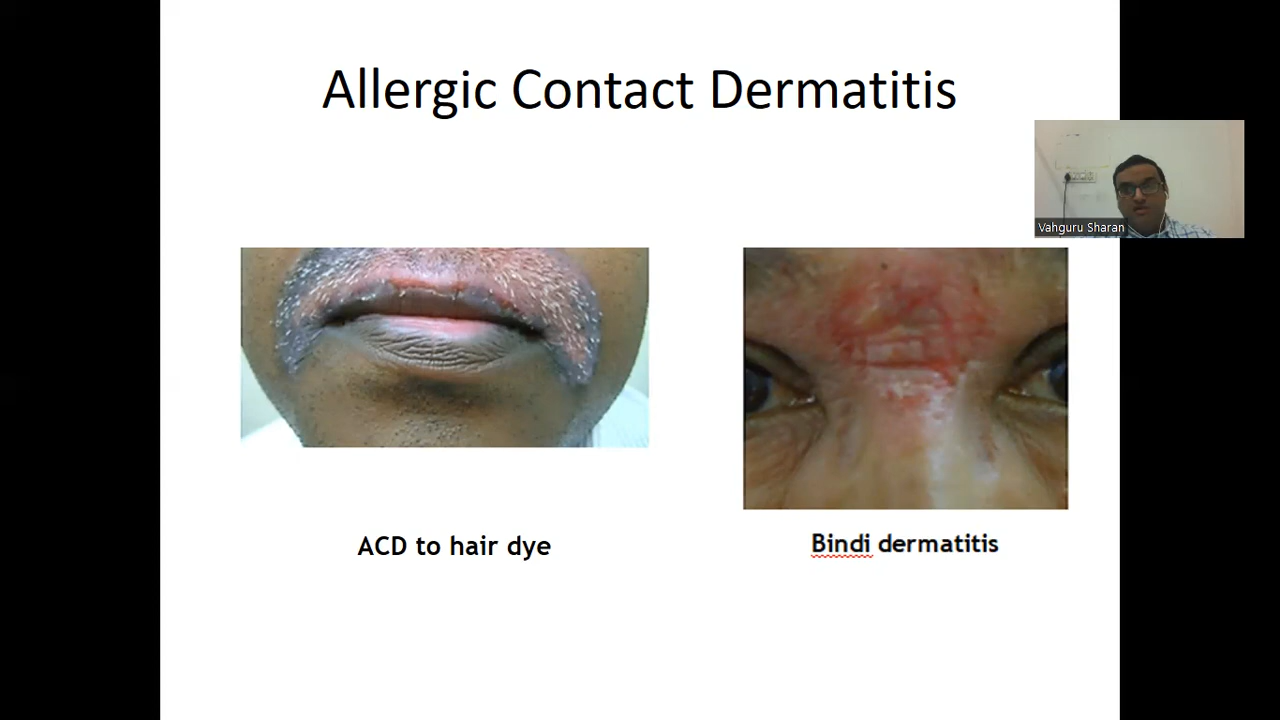 Allergic Contact Dermatitis
Vahguru Sharan
ACD to hair dye
Bindi dermatitis